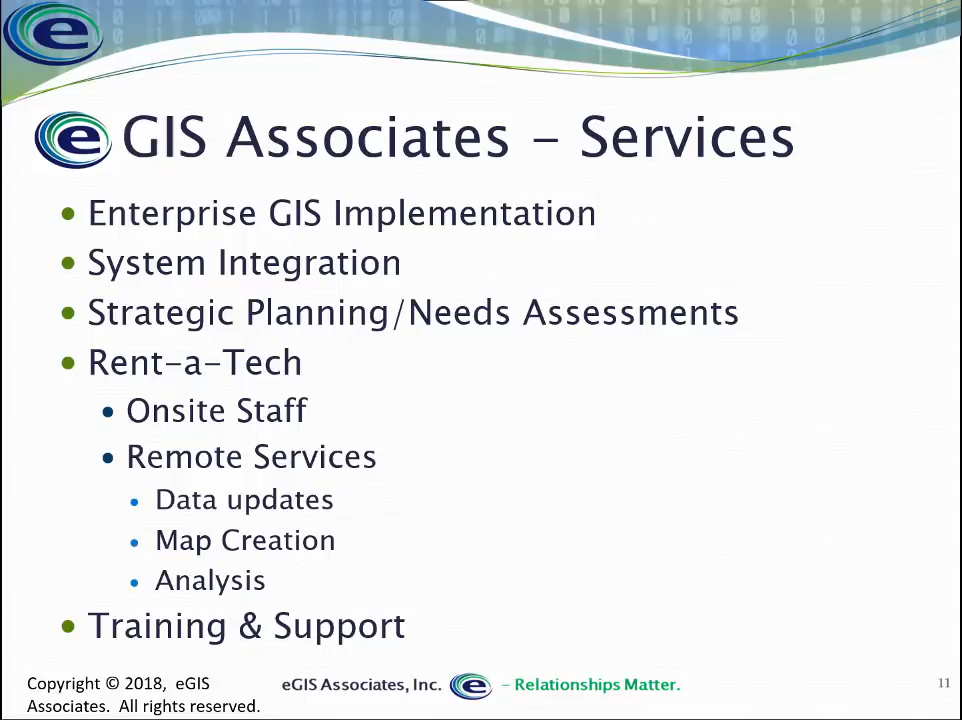 e
e GIS Associates – Services
• Enterprise GIS Implementation
• System Integration
• Strategic Planning/Needs Assessments
• Rent-a-Tech
• Onsite Staff
• Remote Services
• Data updates
• Map Creation
• Analysis
• Training & Support
Copyright © 2018, eGIS
Associates. All rights reserved.
eGIS Associates, Inc. e – Relationships Matter.
11